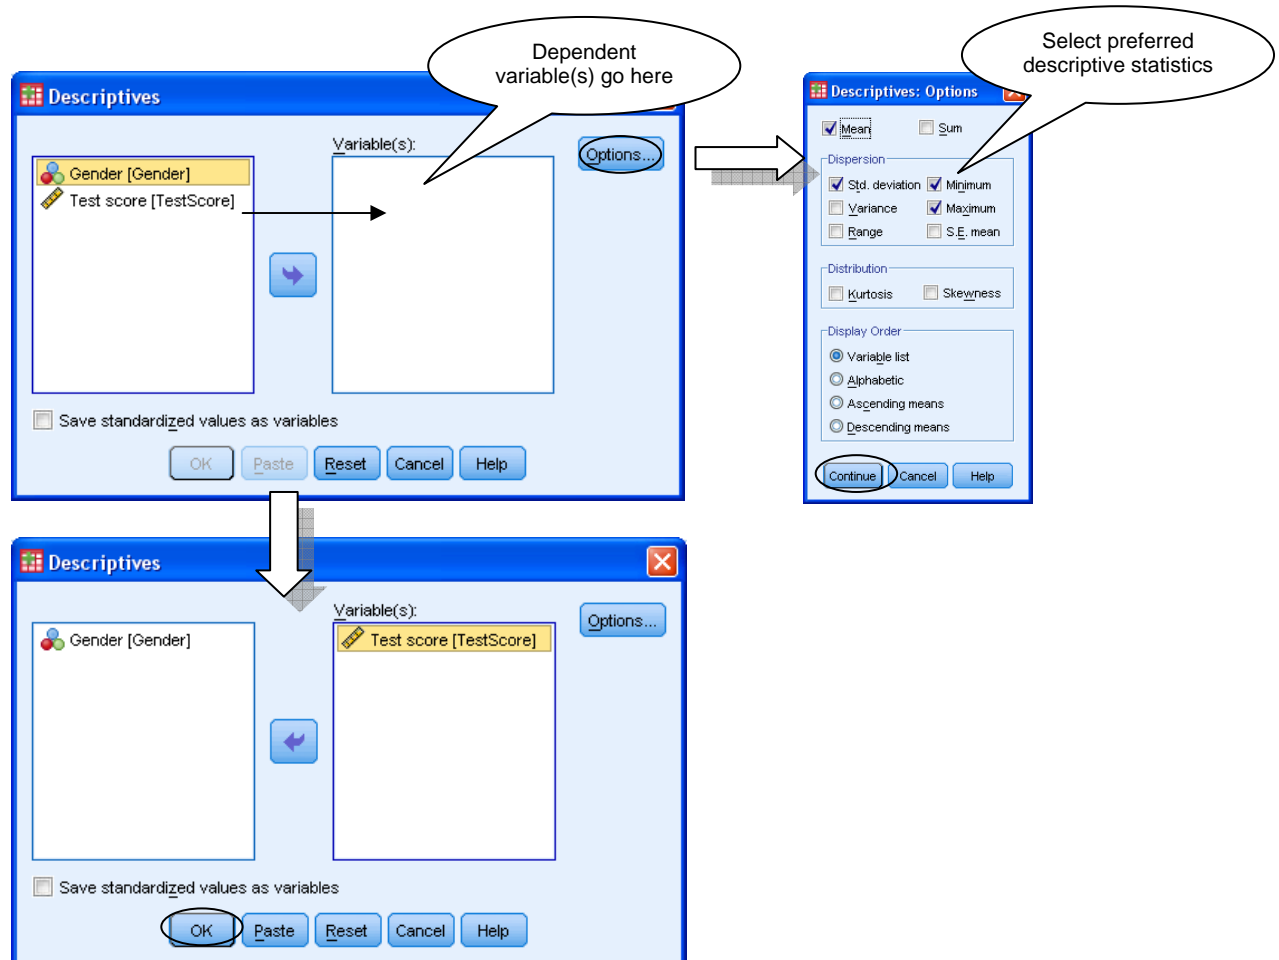 Dependent
variable(s) go here
Select preferred
descriptive statistics
Descriptives
Variable(s):
Options...
Gender [Gender]
Test score [TestScore]
Save standardized values as variables
OK Paste Reset Cancel Help
Descriptives: Options
Mean Sum
Dispersion
Std. deviation Minimum
Variance Maximum
Range S.E. mean
Distribution
Kurtosis Skewness
Display Order
Variable list
Alphabetic
Ascending means
Descending means
Continue Cancel Help
Descriptives
Variable(s):
Options...
Gender [Gender]
Test score [TestScore]
Save standardized values as variables
OK Paste Reset Cancel Help